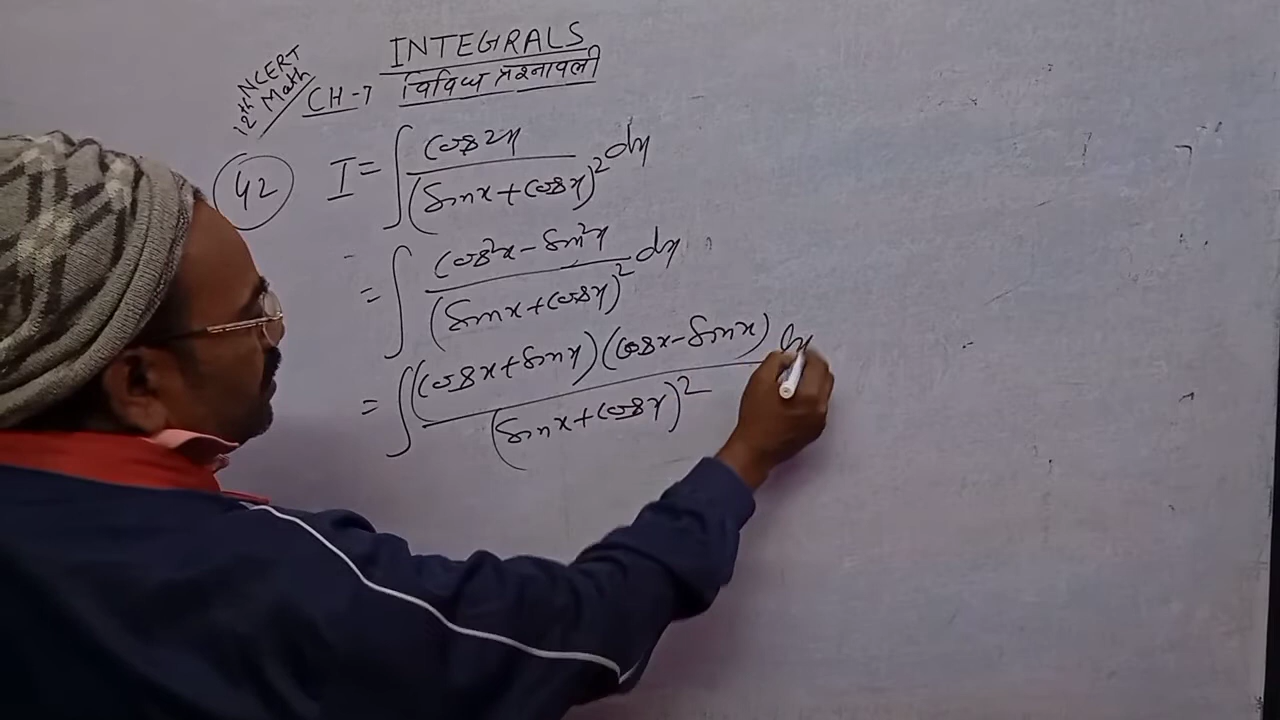 INTEGRALS
12th NCERT Math
CH-7 विविध प्रश्नावली
42 I = ∫ cos2x / (sinx + cosx)² dx
= ∫ cos²x - sin²x / (sinx + cosx)² dx
= ∫ (cosx + sinx) (cosx - sinx) / (sinx + cosx)² dx